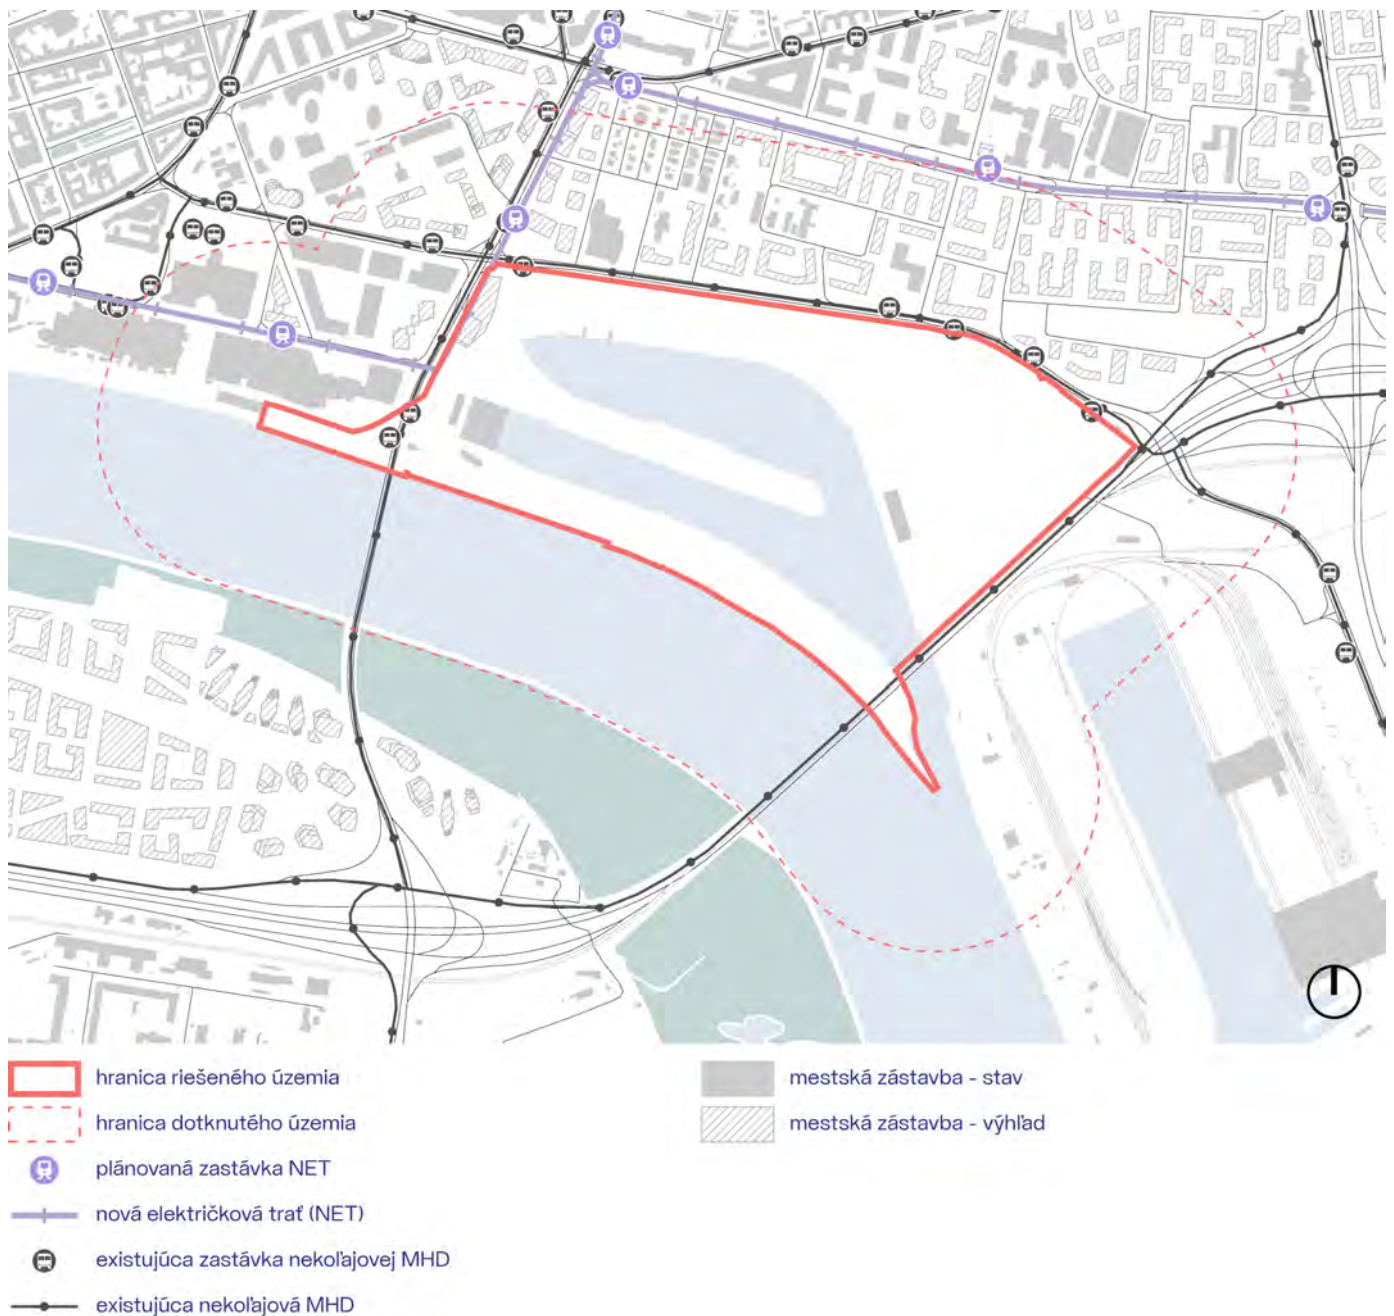 hranica riešeného územia
hranica dotknutého územia
plánovaná zastávka NET
nová električková trať (NET)
existujúca zastávka nekoľajovej MHD
existujúca nekoľajová MHD
mestská zástavba - stav
mestská zástavba - výhľad